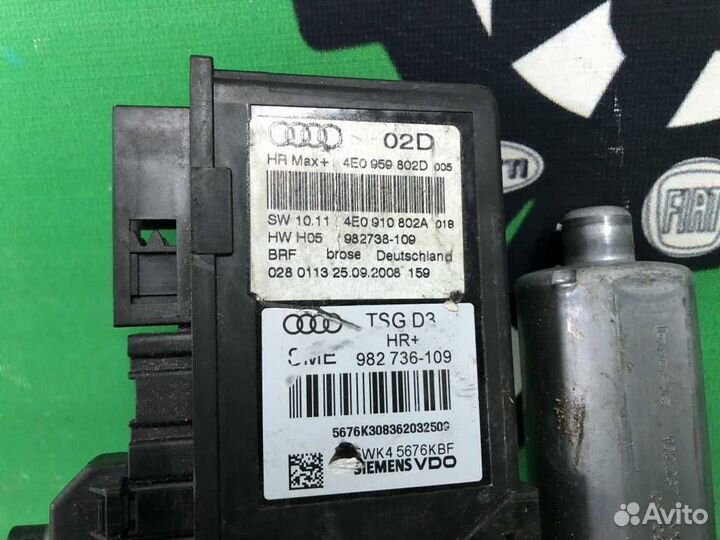 02D
HR Max+ 4E0 959 802D 005
SW 10.11 4E0 910 802A 018
HW H05 982738-109
BRF brose Deutschland
028 0113 25.09.2008 159
TSG D3
HR+
SME 982 736-109
5676K308362032509
5WK4 5676KBF
SIEMENS VDO
FIAT
Avito